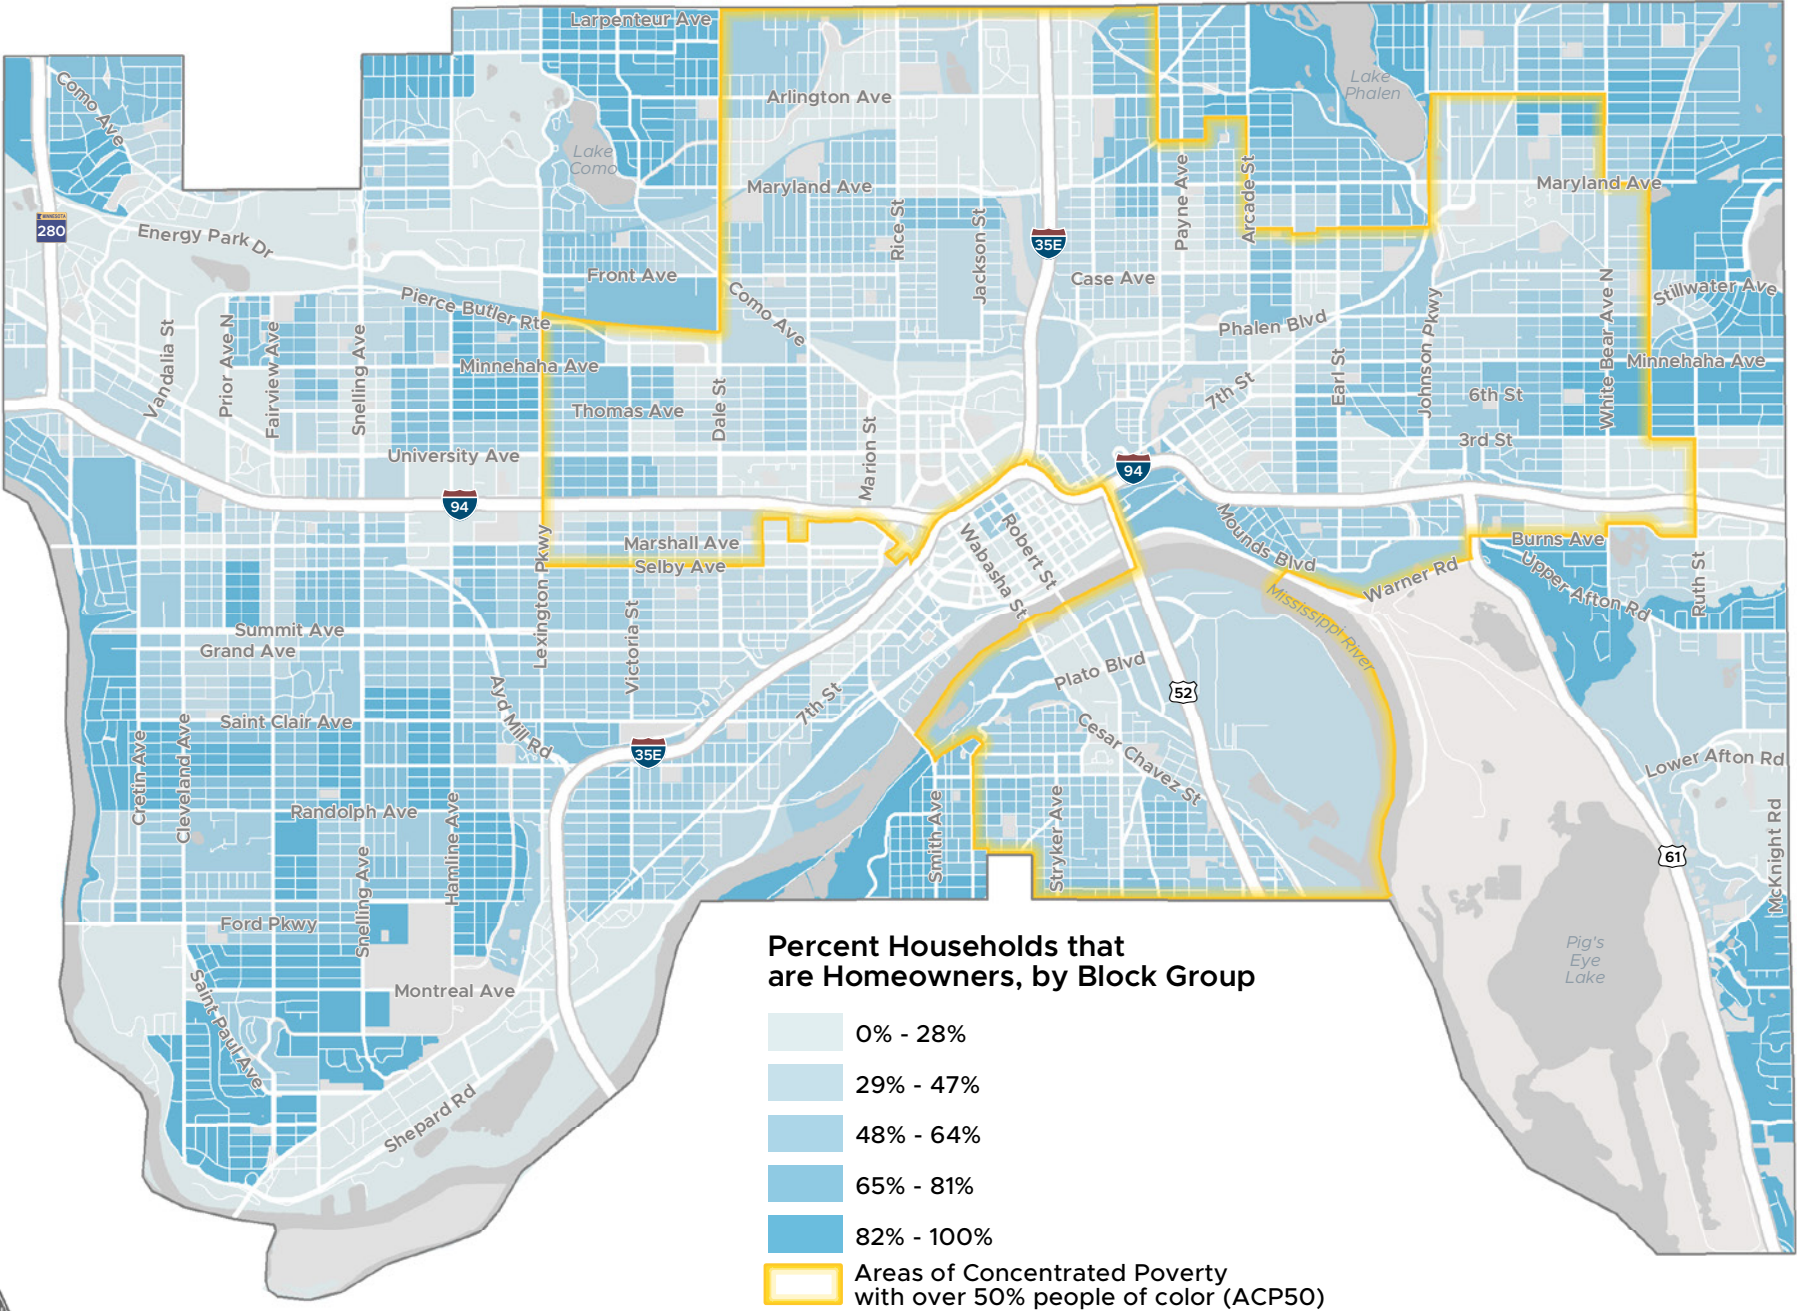 Larpenteur Ave
Como Ave
Arlington Ave
Lake
Phalen
Lake
Como
Maryland Ave
Maryland Ave
Payne Ave
Arcade St
Rice St
Jackson St
MINNESOTA
280
Energy Park Dr
35E
Front Ave
Case Ave
Stillwater Ave
Pierce Butler Rte
Como Ave
Phalen Blvd
Johnson Pkwy
White Bear Ave N
Vandalia St
Prior Ave N
Fairview Ave
Snelling Ave
Minnehaha Ave
Minnehaha Ave
Earl St
7th St
6th St
Thomas Ave
Dale St
Marion St
3rd St
University Ave
94
94
Robert St
Wabasha St
Mounds Blvd
Marshall Ave
Selby Ave
Burns Ave
Lexington Pkwy
Warner Rd
Upper Afton Rd
Ruth St
Mississippi River
Summit Ave
Grand Ave
Victoria St
Plato Blvd
52
Ayd Mill Rd
7th St
Saint Clair Ave
Cesar Chavez St
35E
Cretin Ave
Cleveland Ave
Lower Afton Rd
Randolph Ave
Hamline Ave
Smith Ave
Stryker Ave
61
McKnight Rd
Snelling Ave
Ford Pkwy
Pig's
Eye
Lake
Saint Paul Ave
Montreal Ave
Shepard Rd
Percent Households that
are Homeowners, by Block Group
0% - 28%
29% - 47%
48% - 64%
65% - 81%
82% - 100%
Areas of Concentrated Poverty
with over 50% people of color (ACP50)